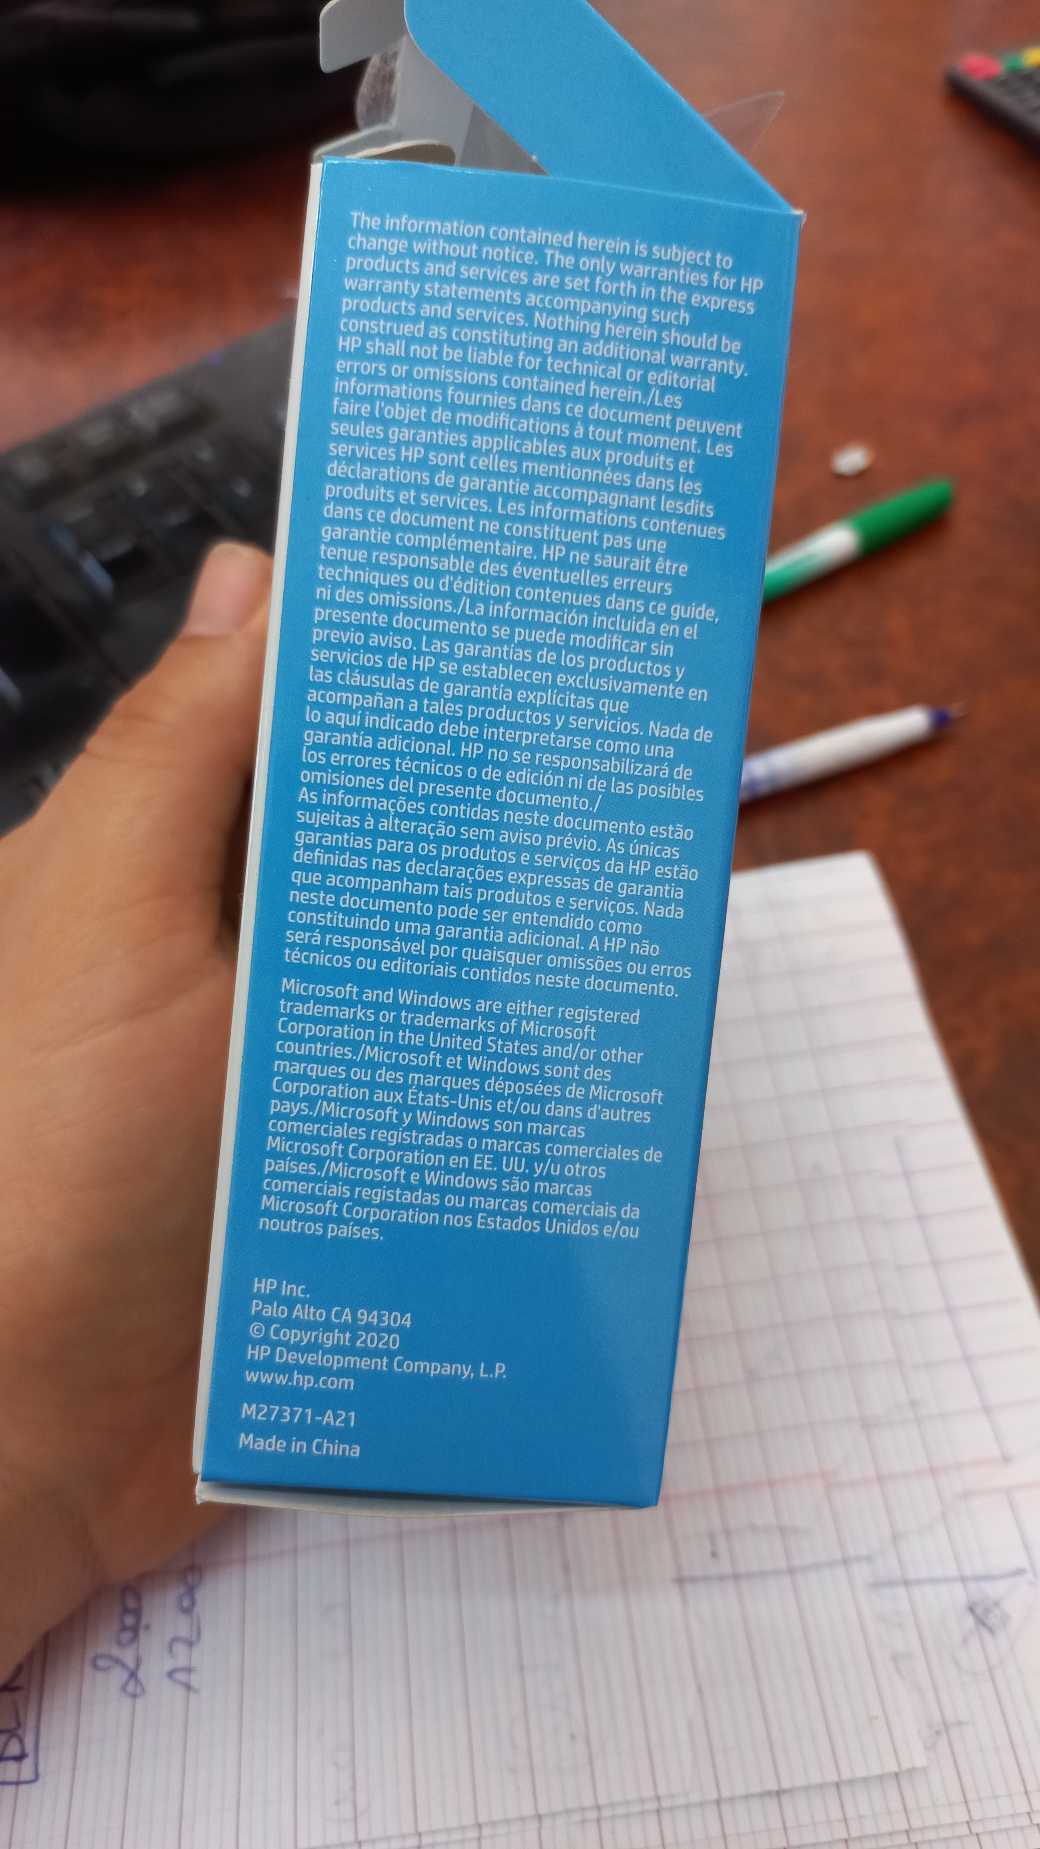 The information contained herein is subject to
change without notice. The only warranties for HP
products and services are set forth in the express
warranty statements accompanying such
products and services. Nothing herein should be
construed as constituting an additional warranty.
HP shall not be liable for technical or editorial
errors or omissions contained herein./Les
informations fournies dans ce document peuvent
faire l'objet de modifications à tout moment. Les
seules garanties applicables aux produits et
services HP sont celles mentionnées dans les
déclarations de garantie accompagnant lesdits
produits et services. Les informations contenues
dans ce document ne constituent pas une
garantie complémentaire. HP ne saurait être
tenue responsable des éventuelles erreurs
techniques ou d'édition contenues dans ce guide,
ni des omissions./La información incluida en el
presente documento se puede modificar sin
previo aviso. Las garantías de los productos y
servicios de HP se establecen exclusivamente en
las cláusulas de garantía explícitas que
acompañan a tales productos y servicios. Nada de
lo aquí indicado debe interpretarse como una
garantía adicional. HP no se responsabilizará de
los errores técnicos o de edición ni de las posibles
omisiones del presente documento./
As informações contidas neste documento estão
sujeitas à alteração sem aviso prévio. As únicas
garantias para os produtos e serviços da HP estão
definidas nas declarações expressas de garantia
que acompanham tais produtos e serviços. Nada
neste documento pode ser entendido como
constituindo uma garantia adicional. A HP não
será responsável por quaisquer omissões ou erros
técnicos ou editoriais contidos neste documento.
Microsoft and Windows are either registered
trademarks or trademarks of Microsoft
Corporation in the United States and/or other
countries./Microsoft et Windows sont des
marques ou des marques déposées de Microsoft
Corporation aux États-Unis et/ou dans d'autres
pays./Microsoft y Windows son marcas
comerciales registradas o marcas comerciales de
Microsoft Corporation en EE. UU. y/u otros
países./Microsoft e Windows são marcas
comerciais registadas ou marcas comerciais da
Microsoft Corporation nos Estados Unidos e/ou
noutros países.
HP Inc.
Palo Alto CA 94304
© Copyright 2020
HP Development Company, L.P.
www.hp.com
M27371-A21
Made in China